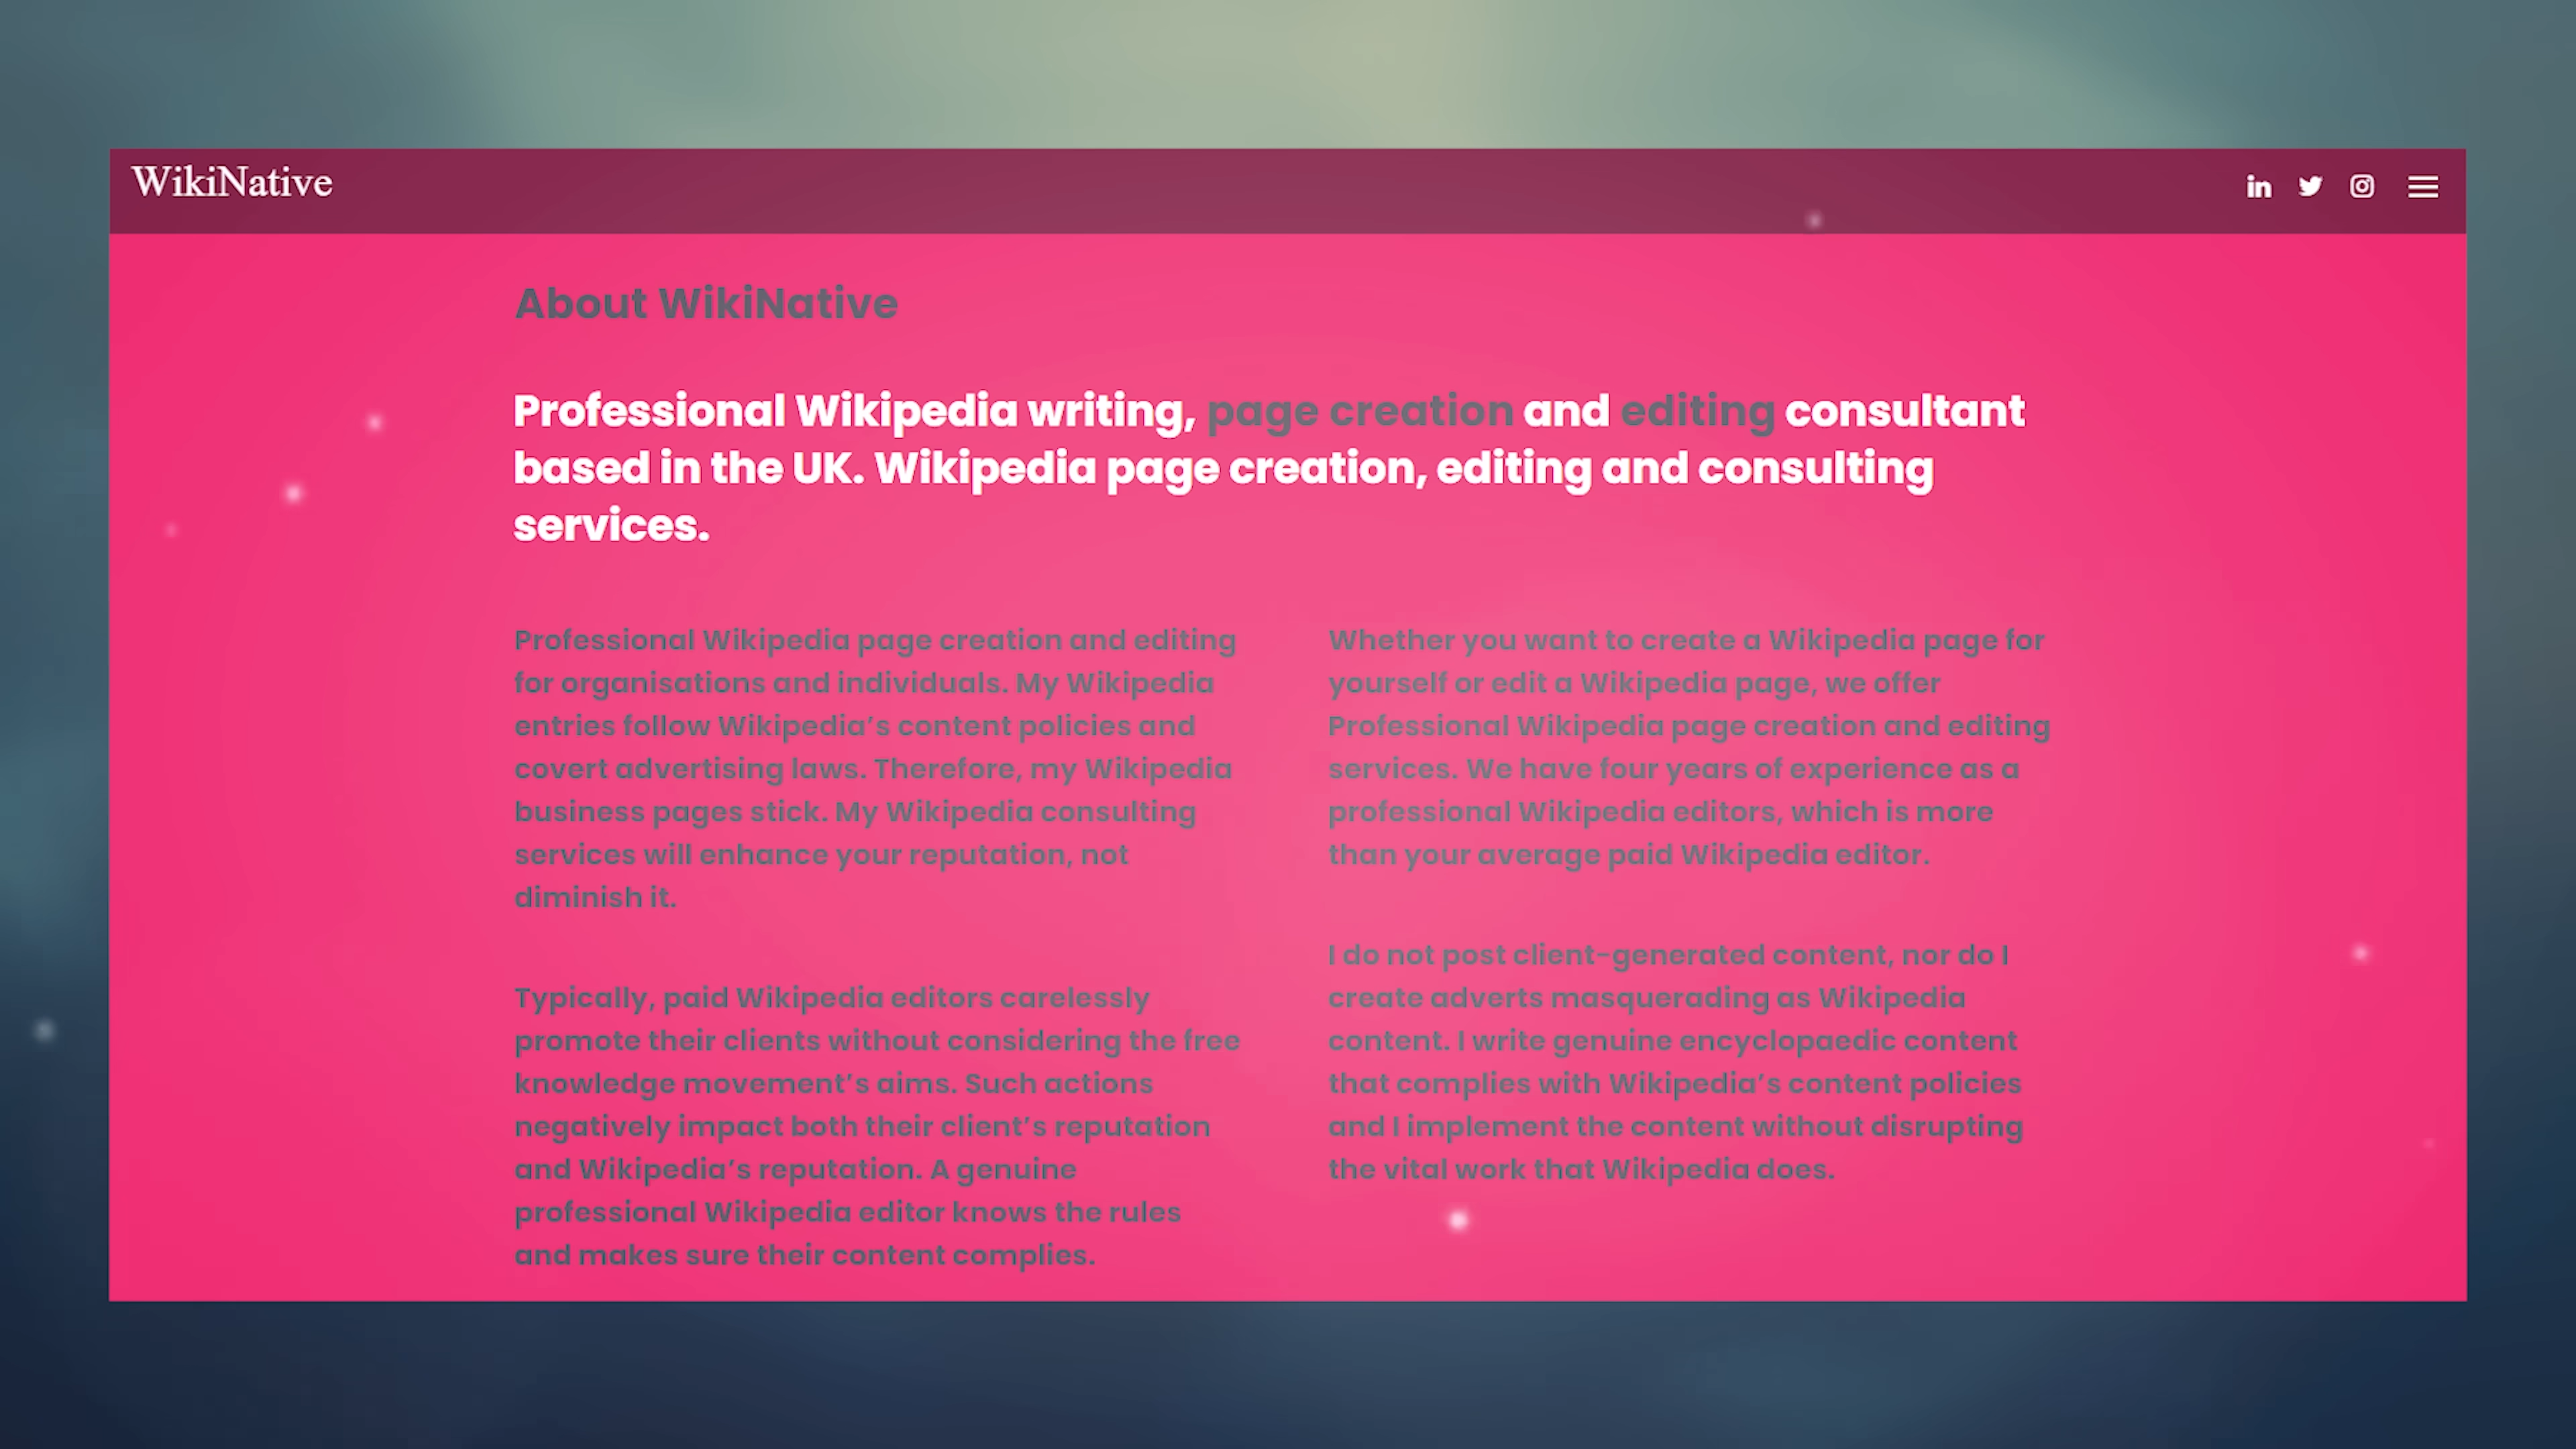 WikiNative
About WikiNative
Professional Wikipedia writing, page creation and editing consultant
based in the UK. Wikipedia page creation, editing and consulting
services.
Professional Wikipedia page creation and editing
for organisations and individuals. My Wikipedia
entries follow Wikipedia’s content policies and
covert advertising laws. Therefore, my Wikipedia
business pages stick. My Wikipedia consulting
services will enhance your reputation, not
diminish it.
Typically, paid Wikipedia editors carelessly
promote their clients without considering the free
knowledge movement’s aims. Such actions
negatively impact both their client’s reputation
and Wikipedia’s reputation. A genuine
professional Wikipedia editor knows the rules
and makes sure their content complies.
Whether you want to create a Wikipedia page for
yourself or edit a Wikipedia page, we offer
Professional Wikipedia page creation and editing
services. We have four years of experience as a
professional Wikipedia editors, which is more
than your average paid Wikipedia editor.
I do not post client-generated content, nor do I
create adverts masquerading as Wikipedia
content. I write genuine encyclopaedic content
that complies with Wikipedia’s content policies
and I implement the content without disrupting
the vital work that Wikipedia does.